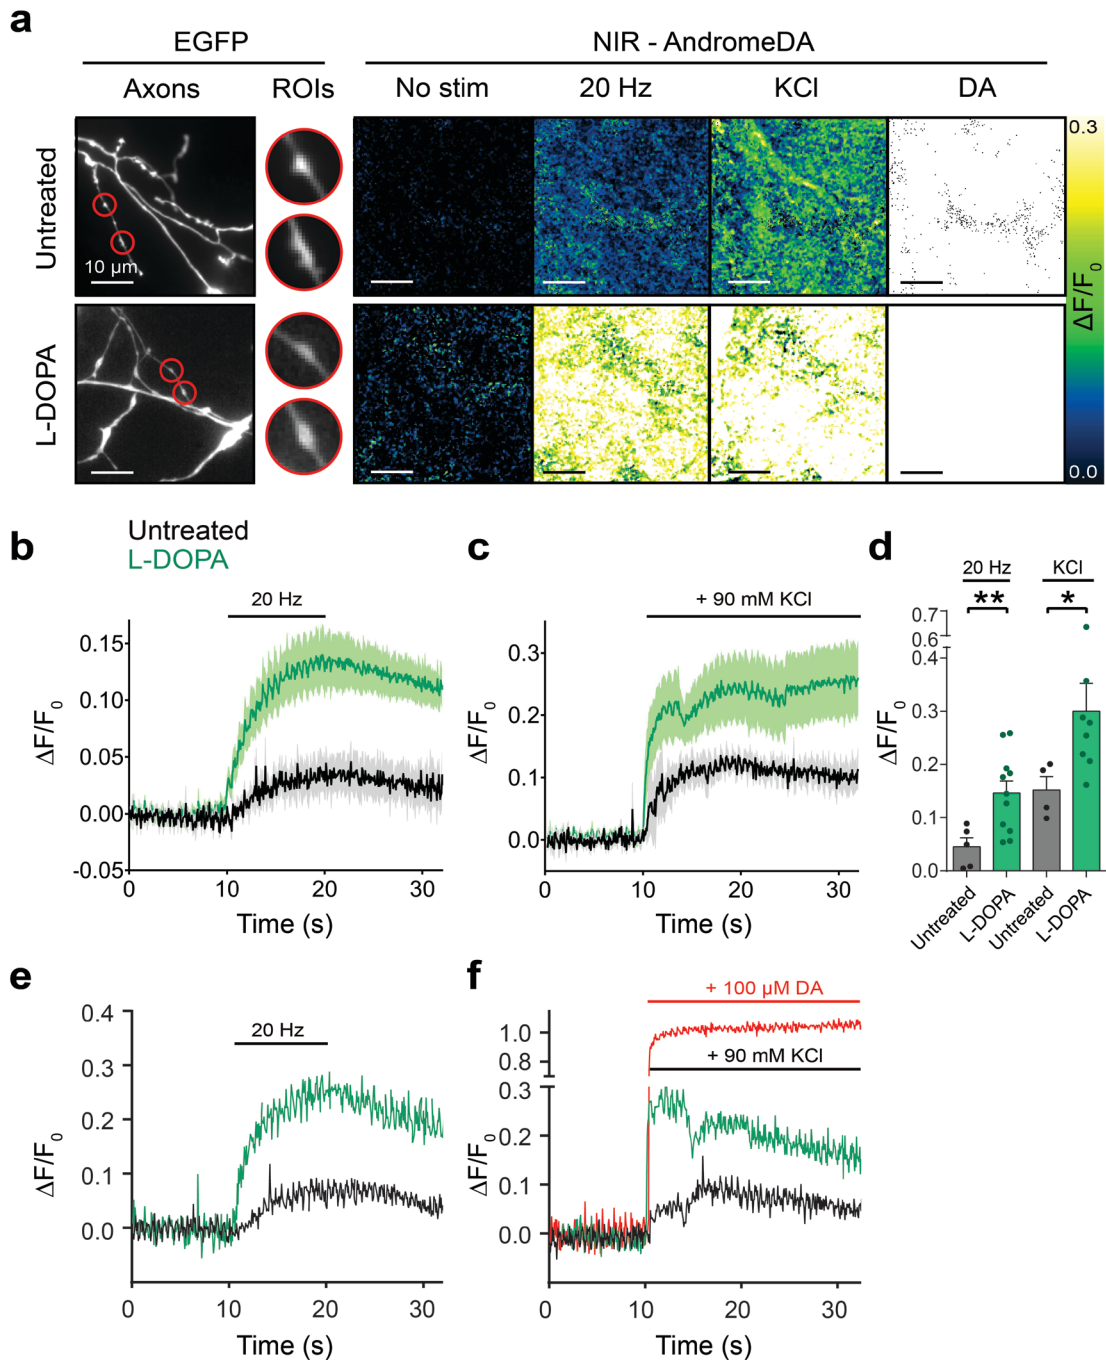 a
EGFP
NIR - AndromeDA
Axons
ROIs
No stim
20 Hz
KCl
DA
Untreated
10 µm
L-DOPA
0.3
ΔF/F0
0.0
b
Untreated
L-DOPA
20 Hz
0.15
0.10
0.05
0.00
-0.05
ΔF/F0
0
10
20
30
Time (s)
c
+ 90 mM KCl
0.3
0.2
0.1
0.0
ΔF/F0
0
10
20
30
Time (s)
d
20 Hz
KCl
**
*
0.7
0.6
0.4
0.3
0.2
0.1
0.0
ΔF/F0
Untreated
L-DOPA
Untreated
L-DOPA
e
20 Hz
0.4
0.3
0.2
0.1
0.0
ΔF/F0
0
10
20
30
Time (s)
f
+ 100 µM DA
+ 90 mM KCl
1.0
0.8
0.3
0.2
0.1
0.0
ΔF/F0
0
10
20
30
Time (s)